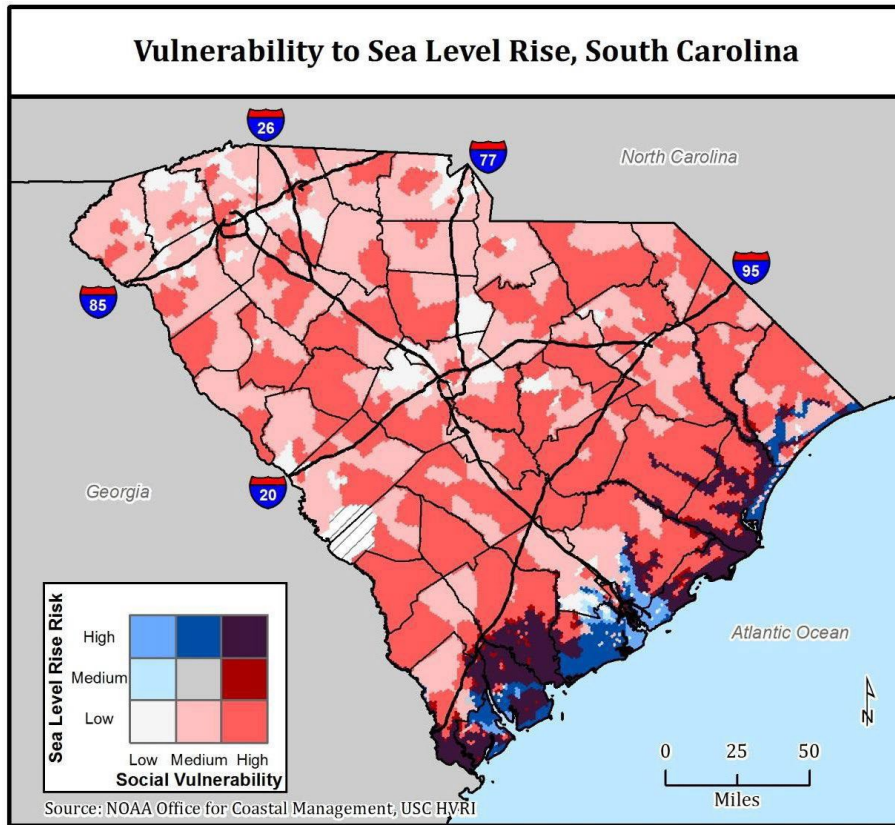 Vulnerability to Sea Level Rise, South Carolina
26
77
North Carolina
95
85
Georgia
20
Atlantic Ocean
N
Sea Level Rise Risk
High
Medium
Low
Low Medium High
Social Vulnerability
0 25 50
Miles
Source: NOAA Office for Coastal Management, USC HVRI